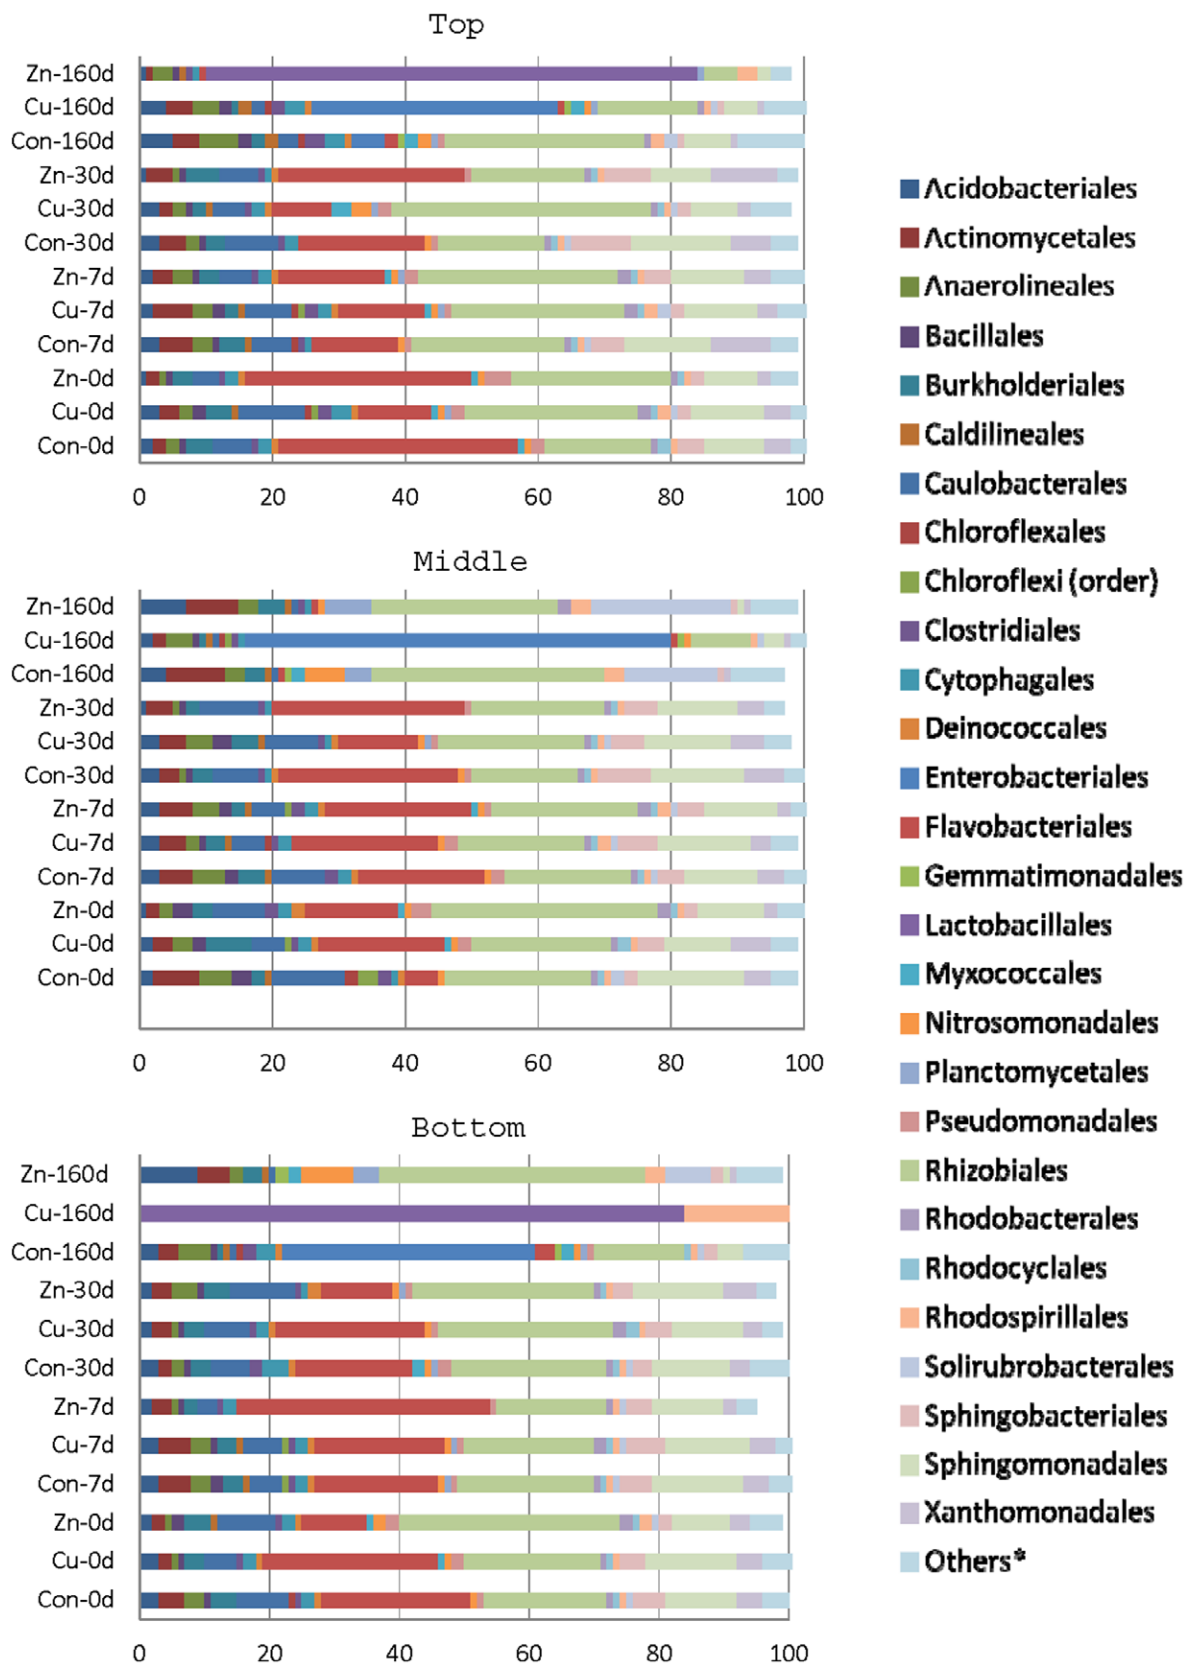 Top
Zn-160d
Cu-160d
Con-160d
Zn-30d
Cu-30d
Con-30d
Zn-7d
Cu-7d
Con-7d
Zn-0d
Cu-0d
Con-0d
0 20 40 60 80 100
Middle
Zn-160d
Cu-160d
Con-160d
Zn-30d
Cu-30d
Con-30d
Zn-7d
Cu-7d
Con-7d
Zn-0d
Cu-0d
Con-0d
0 20 40 60 80 100
Bottom
Zn-160d
Cu-160d
Con-160d
Zn-30d
Cu-30d
Con-30d
Zn-7d
Cu-7d
Con-7d
Zn-0d
Cu-0d
Con-0d
0 20 40 60 80 100
Acidobacteriales
Actinomycetales
Anaerolineales
Bacillales
Burkholderiales
Caldilineales
Caulobacterales
Chloroflexales
Chloroflexi (order)
Clostridiales
Cytophagales
Deinococcales
Enterobacteriales
Flavobacteriales
Gemmatimonadales
Lactobacillales
Myxococcales
Nitrosomonadales
Planctomycetales
Pseudomonadales
Rhizobiales
Rhodobacterales
Rhodocyclales
Rhodospirillales
Solirubrobacterales
Sphingobacteriales
Sphingomonadales
Xanthomonadales
Others*